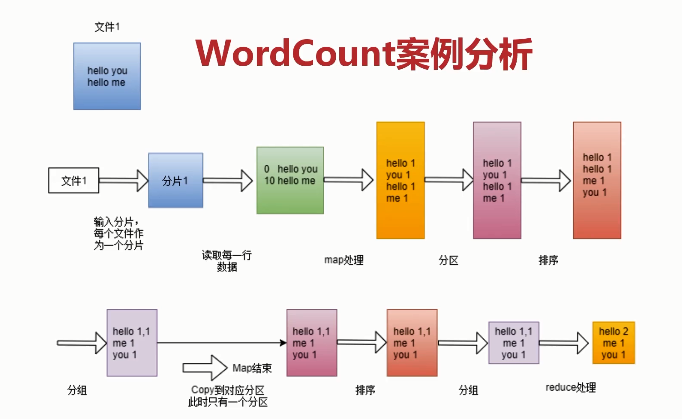 文件1
WordCount案例分析
hello you
hello me
文件1
分片1
0 hello you
10 hello me
hello 1
you 1
hello 1
me 1
hello 1
you 1
hello 1
me 1
hello 1
hello 1
me 1
you 1
输入分片，
每个文件作
为一个分片
读取每一行
数据
map处理
分区
排序
hello 1,1
me 1
you 1
hello 1,1
me 1
you 1
hello 1,1
me 1
you 1
hello 1,1
me 1
you 1
hello 2
me 1
you 1
分组
Map结束
Copy到对应分区
此时只有一个分区
排序
分组
reduce处理